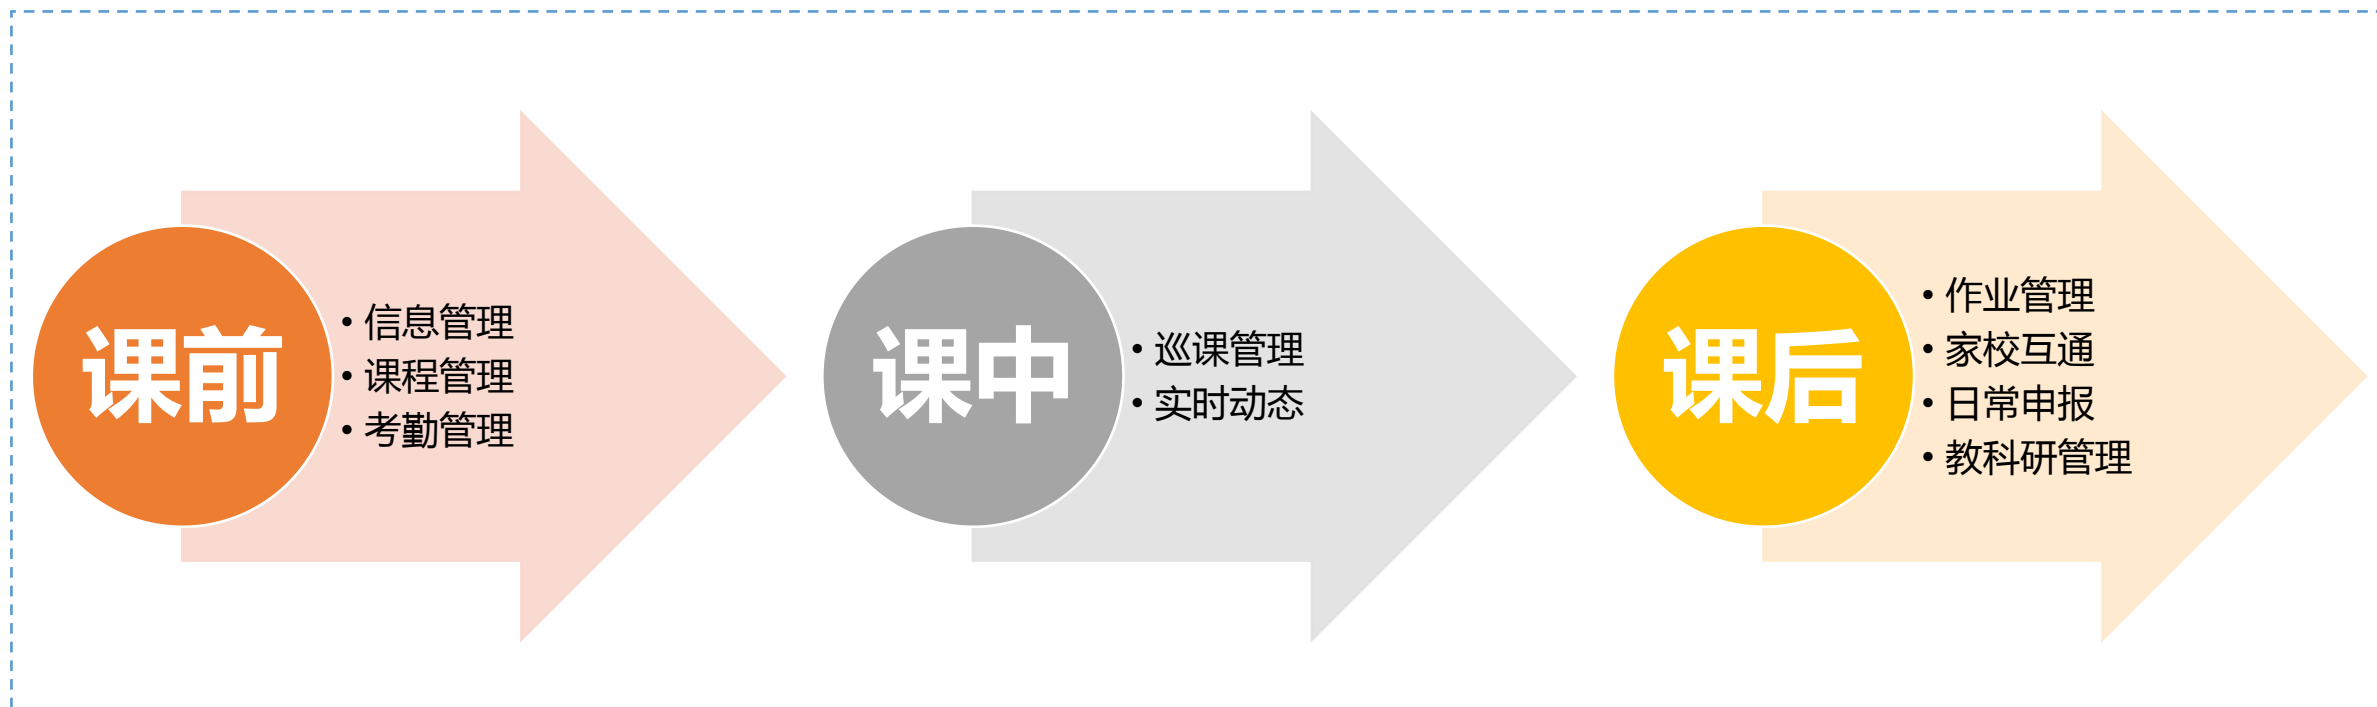 课前
• 信息管理
• 课程管理
• 考勤管理
课中
• 巡课管理
• 实时动态
课后
• 作业管理
• 家校互通
• 日常申报
• 教科研管理